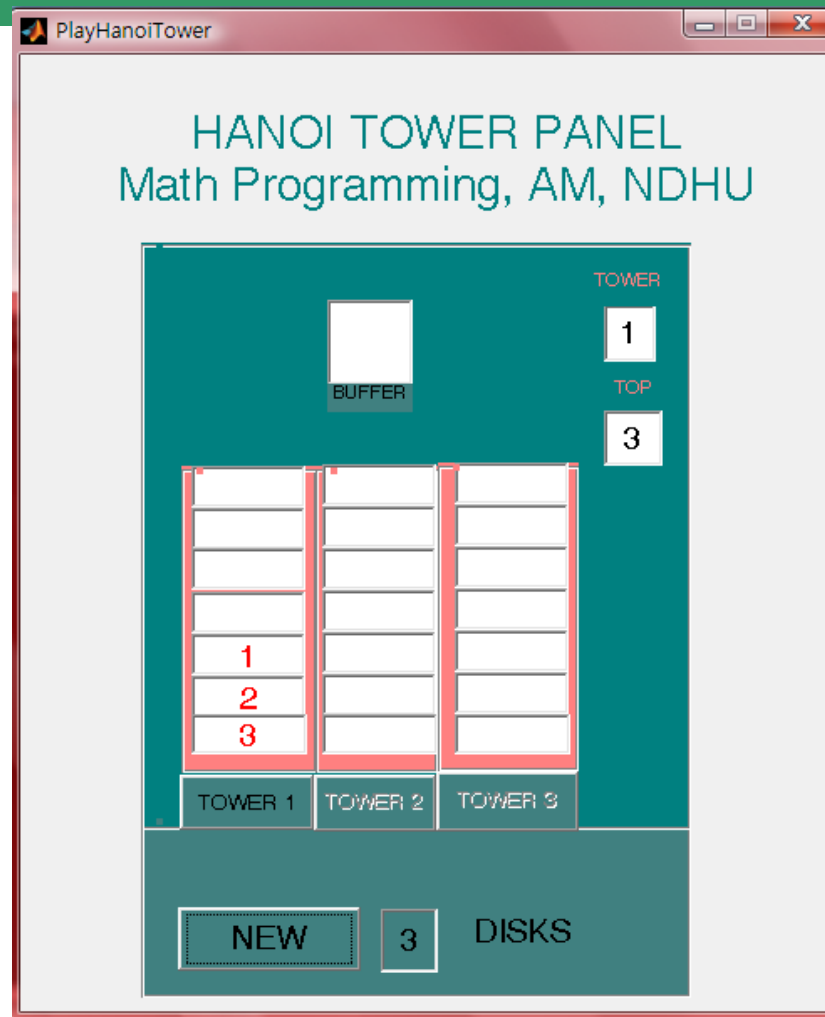 PlayHanoiTower
HANOI TOWER PANEL
Math Programming, AM, NDHU
TOWER
1
BUFFER
TOP
3
1
2
3
TOWER 1 TOWER 2 TOWER 3
NEW 3 DISKS